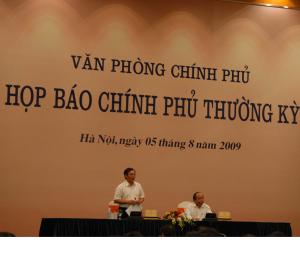 VĂN PHÒNG CHÍNH PHỦ
HỌP BÁO CHÍNH PHỦ THƯỜNG KỲ
Hà Nội, ngày 05 tháng 8 năm 2009